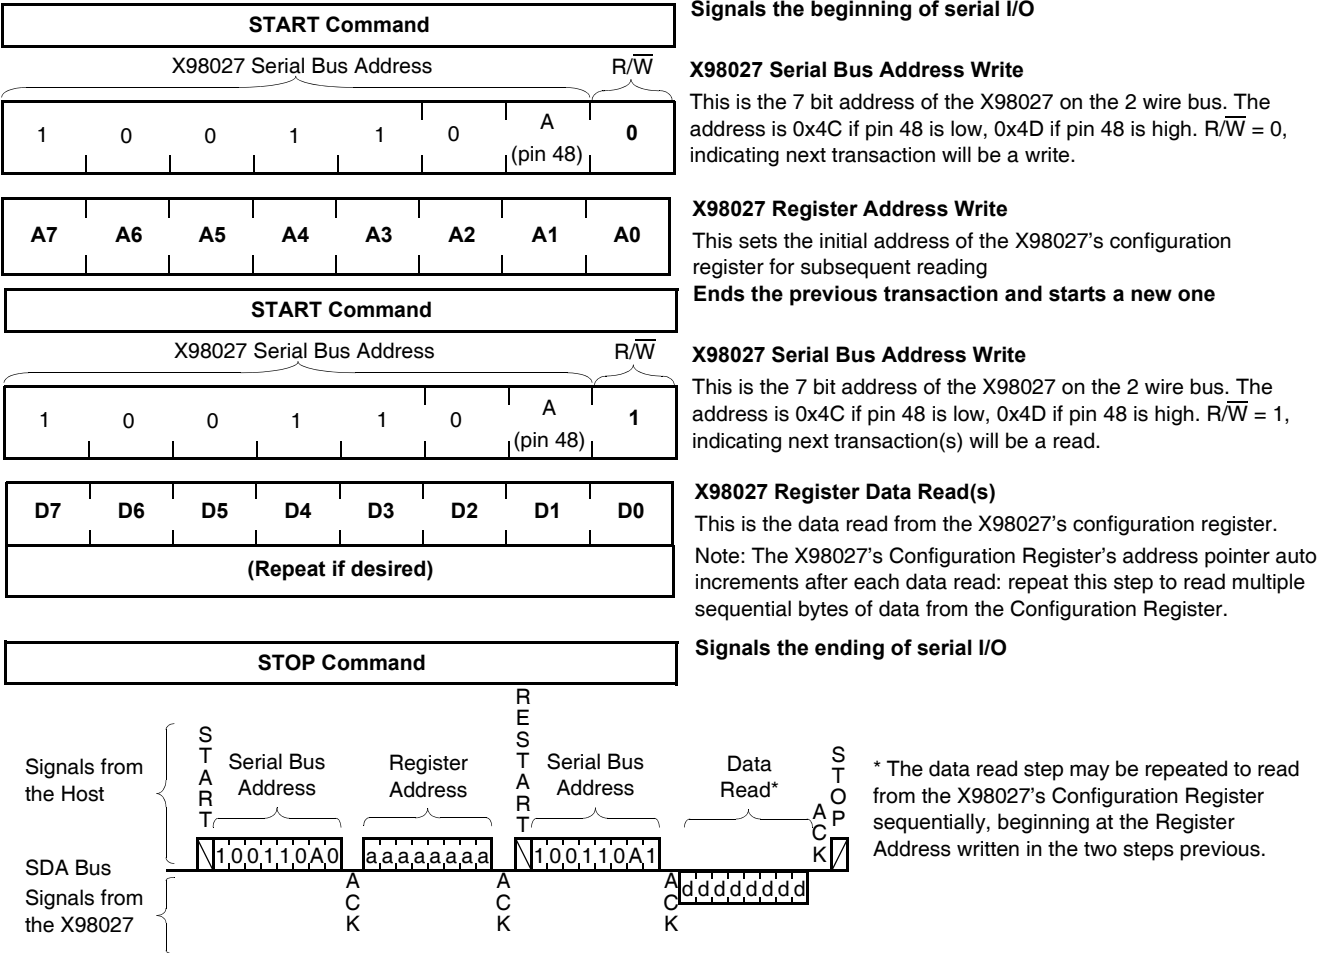 START Command
Signals the beginning of serial I/O
X98027 Serial Bus Address
R/W̅
X98027 Serial Bus Address Write
1 0 0 1 1 0 A (pin 48) 0
This is the 7 bit address of the X98027 on the 2 wire bus. The
address is 0x4C if pin 48 is low, 0x4D if pin 48 is high. R/W̅ = 0,
indicating next transaction will be a write.
A7 A6 A5 A4 A3 A2 A1 A0
X98027 Register Address Write
This sets the initial address of the X98027’s configuration
register for subsequent reading
START Command
Ends the previous transaction and starts a new one
X98027 Serial Bus Address
R/W̅
X98027 Serial Bus Address Write
1 0 0 1 1 0 A (pin 48) 1
This is the 7 bit address of the X98027 on the 2 wire bus. The
address is 0x4C if pin 48 is low, 0x4D if pin 48 is high. R/W̅ = 1,
indicating next transaction(s) will be a read.
D7 D6 D5 D4 D3 D2 D1 D0
(Repeat if desired)
X98027 Register Data Read(s)
This is the data read from the X98027’s configuration register.
Note: The X98027’s Configuration Register’s address pointer auto
increments after each data read: repeat this step to read multiple
sequential bytes of data from the Configuration Register.
STOP Command
Signals the ending of serial I/O
Signals from
the Host
START
Serial Bus
Address
Register
Address
RESTART
Serial Bus
Address
Data
Read*
ACK
STOP
1 0 0 1 1 0 A 0
a a a a a a a a
1 0 0 1 1 0 A 1
SDA Bus
Signals from
the X98027
ACK
ACK
ACK
d d d d d d d d
* The data read step may be repeated to read
from the X98027’s Configuration Register
sequentially, beginning at the Register
Address written in the two steps previous.